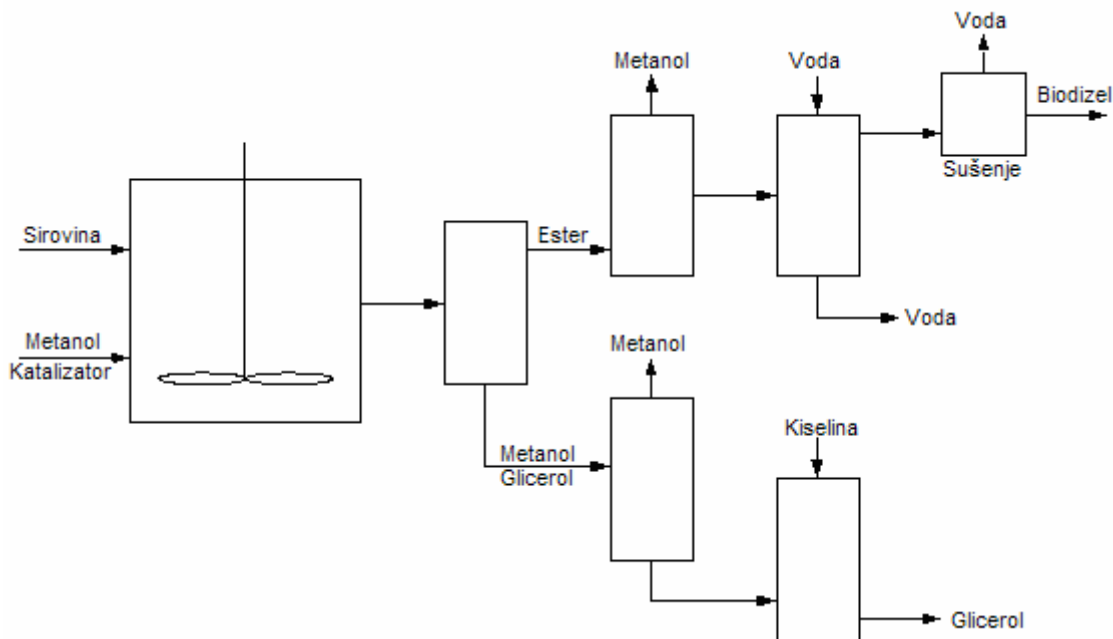 Voda
Metanol
Voda
Biodizel
Sušenje
Sirovina
Ester
Metanol
Katalizator
Voda
Metanol
Kiselina
Metanol
Glicerol
Glicerol